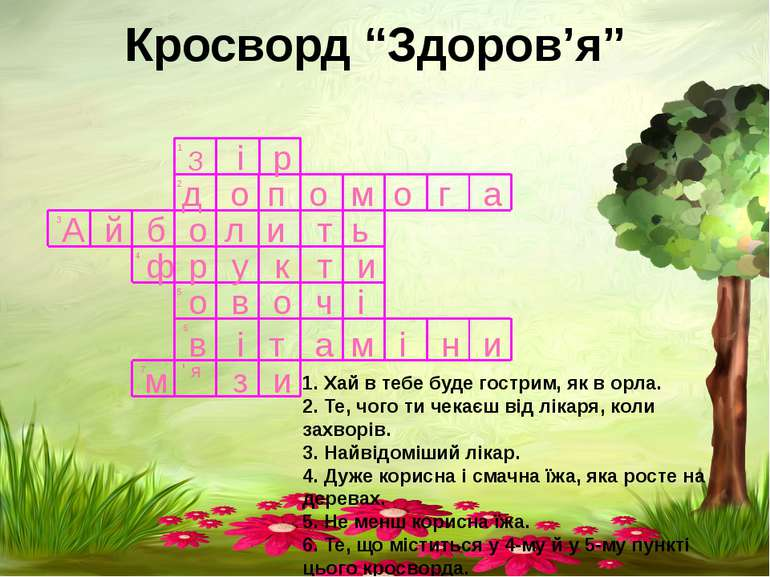 Кросворд “Здоров’я”
1 З і р
2 д о п о м о г а
3 А й б о л и т ь
4 ф р у к т и
5 о в о ч і
6 в і т а м і н и
7 м ' я з и
1. Хай в тебе буде гострим, як в орла.
2. Те, чого ти чекаєш від лікаря, коли
захворів.
3. Найвідоміший лікар.
4. Дуже корисна і смачна їжа, яка росте на
деревах.
5. Не менш корисна їжа.
6. Те, що міститься у 4-му й у 5-му пункті
цього кросворда.